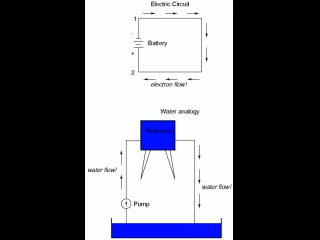 Electric Circuit
1
-
Battery
+
2
electron flow!
Water analogy
Reservoir
water flow!
water flow!
Pump